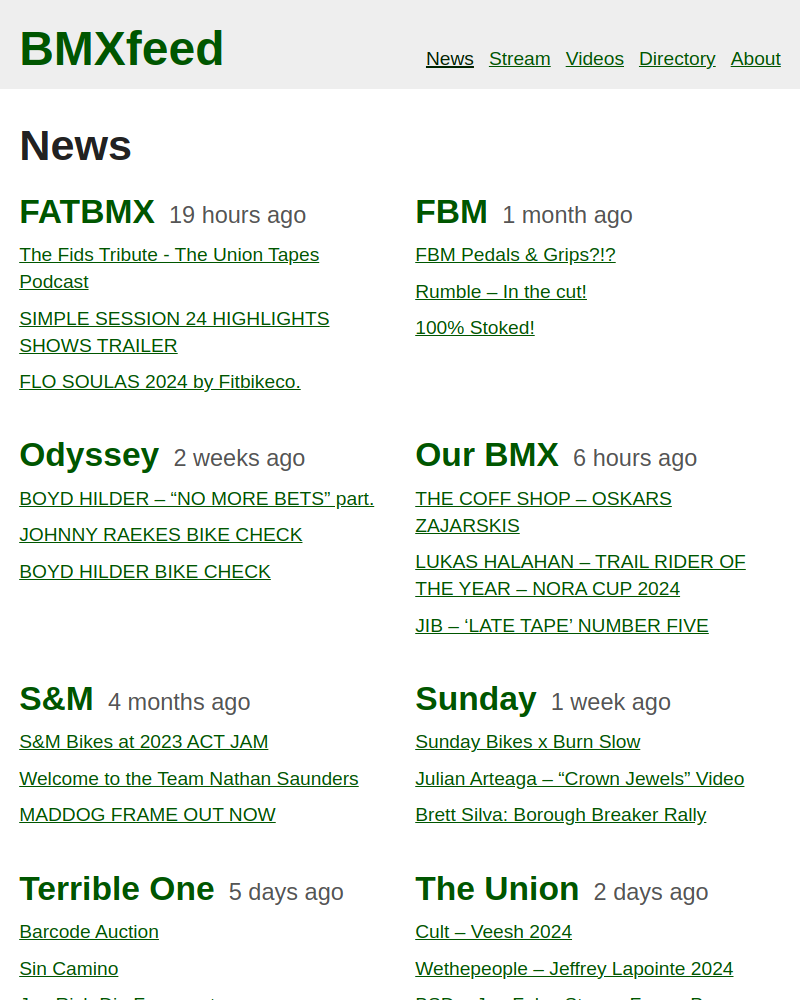 BMXfeed
News Stream Videos Directory About
News
FATBMX 19 hours ago
The Fids Tribute - The Union Tapes
Podcast
SIMPLE SESSION 24 HIGHLIGHTS
SHOWS TRAILER
FLO SOULAS 2024 by Fitbikeco.
FBM 1 month ago
FBM Pedals & Grips?!?
Rumble – In the cut!
100% Stoked!
Odyssey 2 weeks ago
BOYD HILDER – “NO MORE BETS” part.
JOHNNY RAEKES BIKE CHECK
BOYD HILDER BIKE CHECK
Our BMX 6 hours ago
THE COFF SHOP – OSKARS
ZAJARSKIS
LUKAS HALAHAN – TRAIL RIDER OF
THE YEAR – NORA CUP 2024
JIB – ‘LATE TAPE’ NUMBER FIVE
S&M 4 months ago
S&M Bikes at 2023 ACT JAM
Welcome to the Team Nathan Saunders
MADDOG FRAME OUT NOW
Sunday 1 week ago
Sunday Bikes x Burn Slow
Julian Arteaga – “Crown Jewels” Video
Brett Silva: Borough Breaker Rally
Terrible One 5 days ago
Barcode Auction
Sin Camino
The Union 2 days ago
Cult – Veesh 2024
Wethepeople – Jeffrey Lapointe 2024